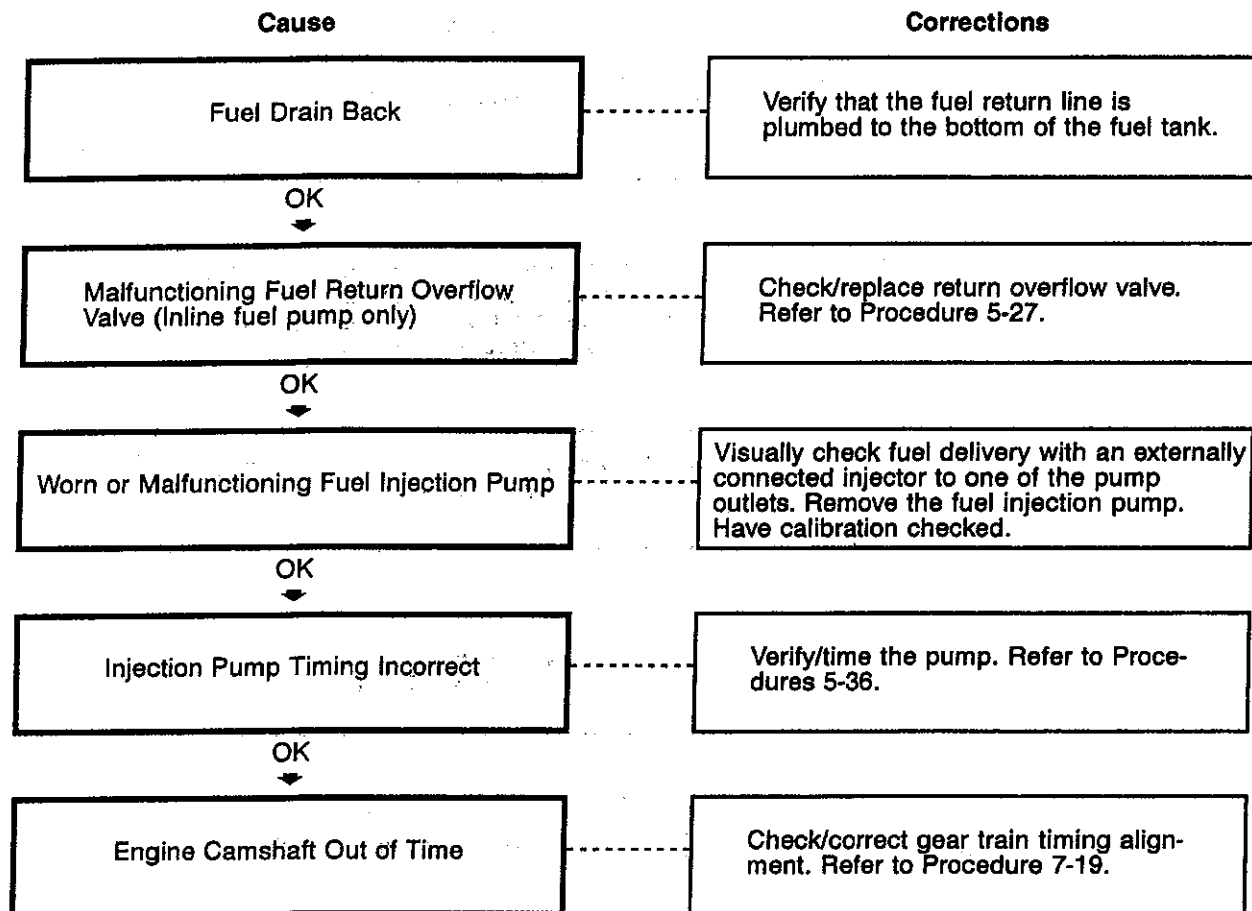 Cause
Corrections
Fuel Drain Back
Verify that the fuel return line is
plumbed to the bottom of the fuel tank.
OK
Malfunctioning Fuel Return Overflow
Valve (Inline fuel pump only)
Check/replace return overflow valve.
Refer to Procedure 5-27.
OK
Worn or Malfunctioning Fuel Injection Pump
Visually check fuel delivery with an externally
connected injector to one of the pump
outlets. Remove the fuel injection pump.
Have calibration checked.
OK
Injection Pump Timing Incorrect
Verify/time the pump. Refer to Proce-
dures 5-36.
OK
Engine Camshaft Out of Time
Check/correct gear train timing align-
ment. Refer to Procedure 7-19.